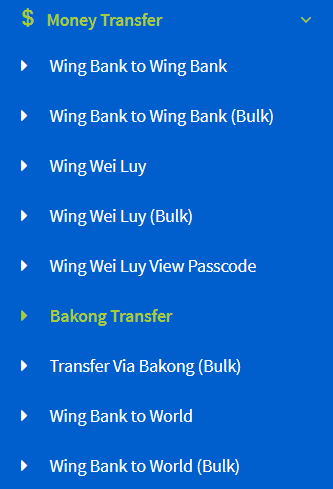 $ Money Transfer
Wing Bank to Wing Bank
Wing Bank to Wing Bank (Bulk)
Wing Wei Luy
Wing Wei Luy (Bulk)
Wing Wei Luy View Passcode
Bakong Transfer
Transfer Via Bakong (Bulk)
Wing Bank to World
Wing Bank to World (Bulk)